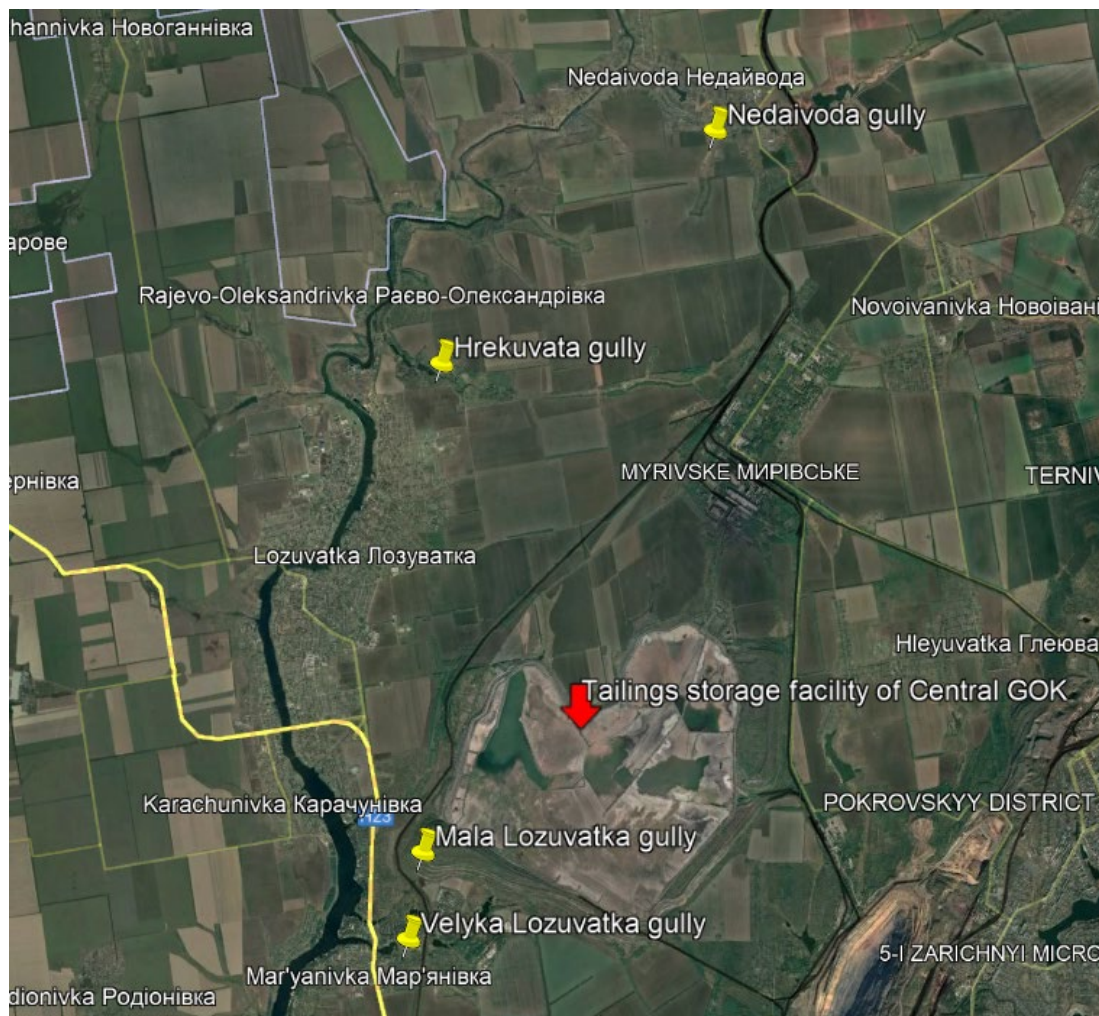 hannivka Новоганнівка
Nedaivoda Недайвода
Nedaivoda gully
арове
Rajevo-Oleksandrivka Раєво-Олександрівка
Novoivanivka Новоівані
Hrekuvata gully
MYRIVSKE МИРІВСЬКЕ
TERNIV
ернівка
Lozuvatka Лозуватка
Hleyuvatka Глеюва
Tailings storage facility of Central GOK
Karachunivka Карачунівка
POKROVSKYY DISTRICT
H23
Mala Lozuvatka gully
Velyka Lozuvatka gully
5-I ZARICHNYI MICRO
Mar'yanivka Мар'янівка
dionivka Родіонівка